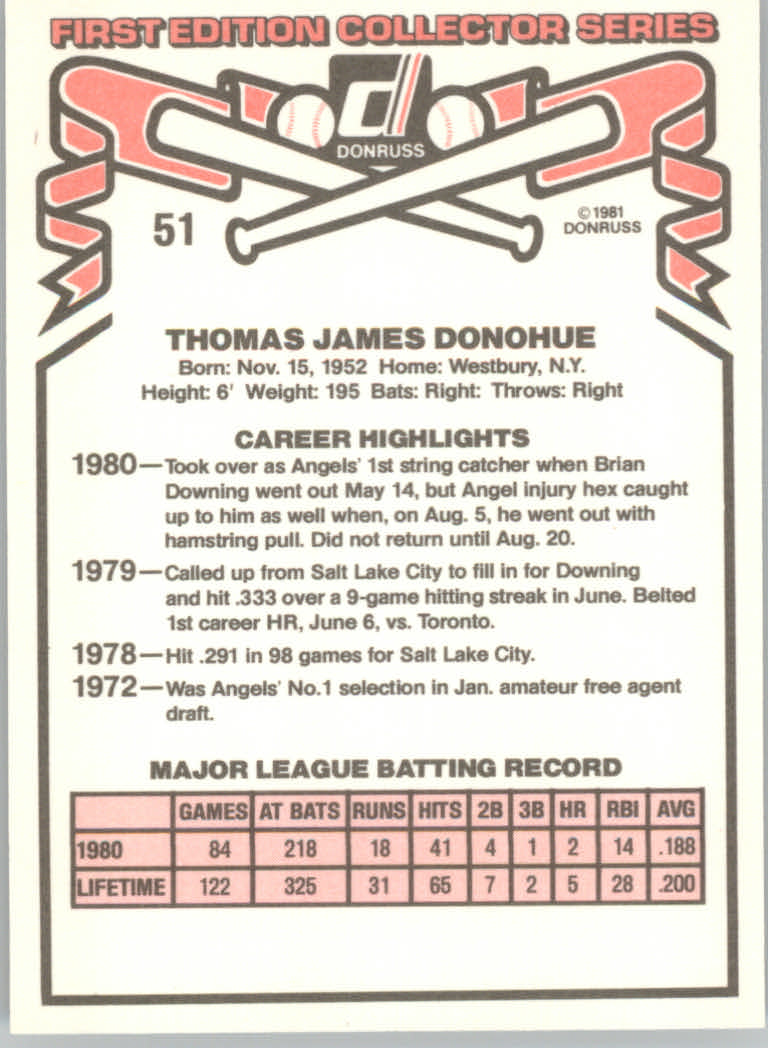 FIRST EDITION COLLECTOR SERIES
d
DONRUSS
51
© 1981
DONRUSS
THOMAS JAMES DONOHUE
Born: Nov. 15, 1952 Home: Westbury, N.Y.
Height: 6' Weight: 195 Bats: Right: Throws: Right
CAREER HIGHLIGHTS
1980—Took over as Angels' 1st string catcher when Brian
Downing went out May 14, but Angel injury hex caught
up to him as well when, on Aug. 5, he went out with
hamstring pull. Did not return until Aug. 20.
1979—Called up from Salt Lake City to fill in for Downing
and hit .333 over a 9-game hitting streak in June. Belted
1st career HR, June 6, vs. Toronto.
1978—Hit .291 in 98 games for Salt Lake City.
1972—Was Angels' No.1 selection in Jan. amateur free agent
draft.
MAJOR LEAGUE BATTING RECORD
GAMES AT BATS RUNS HITS 2B 3B HR RBI AVG
1980 84 218 18 41 4 1 2 14 .188
LIFETIME 122 325 31 65 7 2 5 28 .200